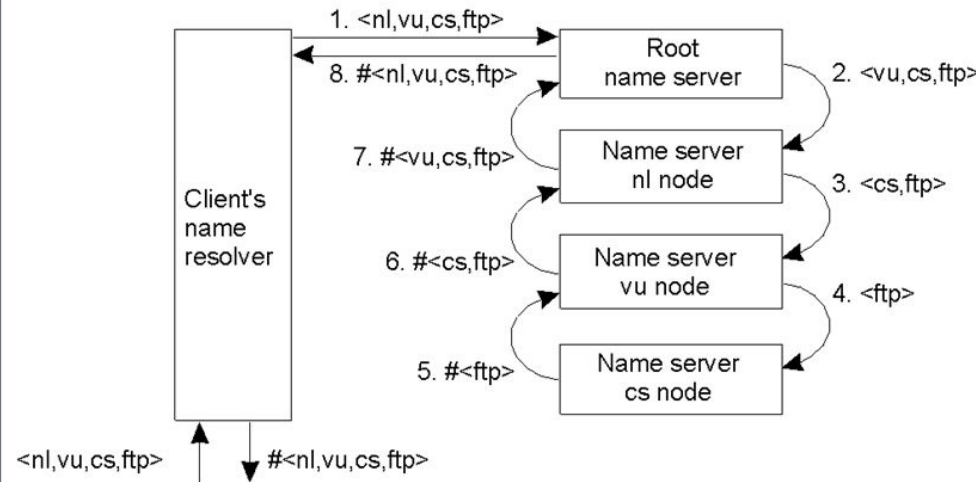 1. <nl,vu,cs,ftp>
Root
name server
8. #<nl,vu,cs,ftp>
2. <vu,cs,ftp>
Name server
nl node
7. #<vu,cs,ftp>
3. <cs,ftp>
Client's
name
resolver
Name server
vu node
6. #<cs,ftp>
4. <ftp>
Name server
cs node
5. #<ftp>
<nl,vu,cs,ftp>
#<nl,vu,cs,ftp>